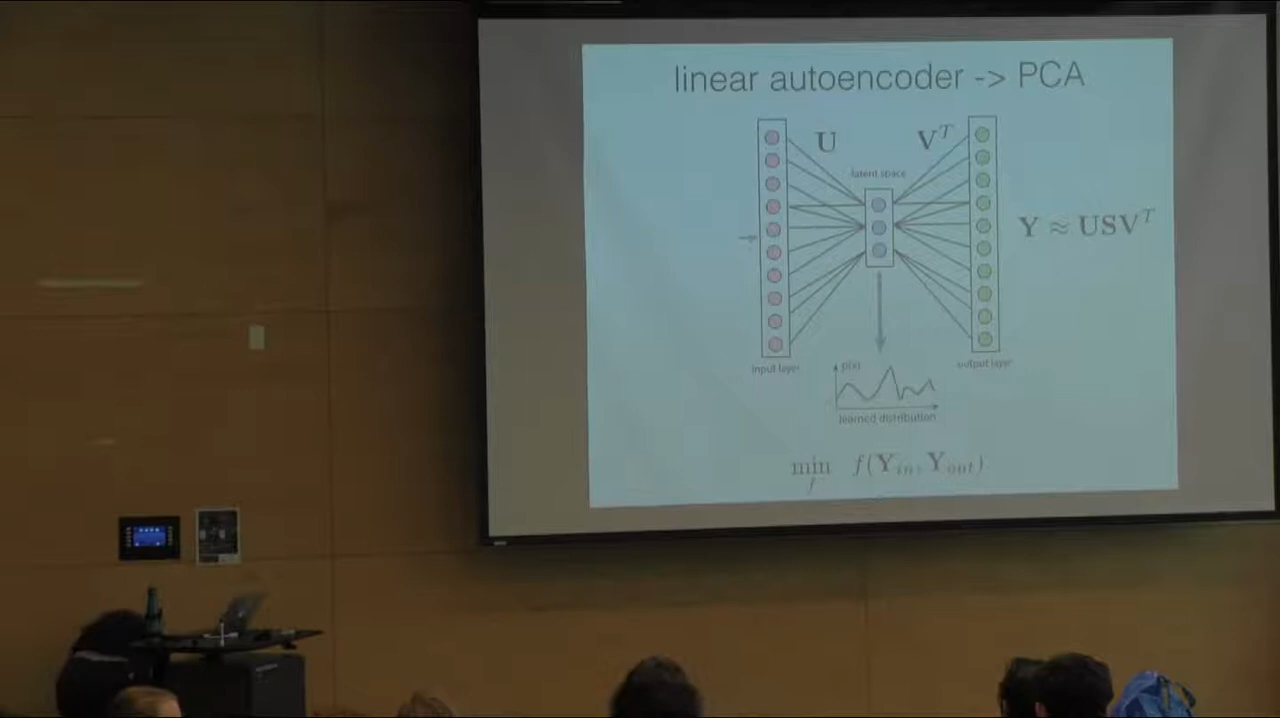 linear autoencoder -> PCA
U
V^T
latent space
Y ≈ USV^T
input layer
output layer
p(x)
learned distribution
min f(Y_in, Y_out)
f